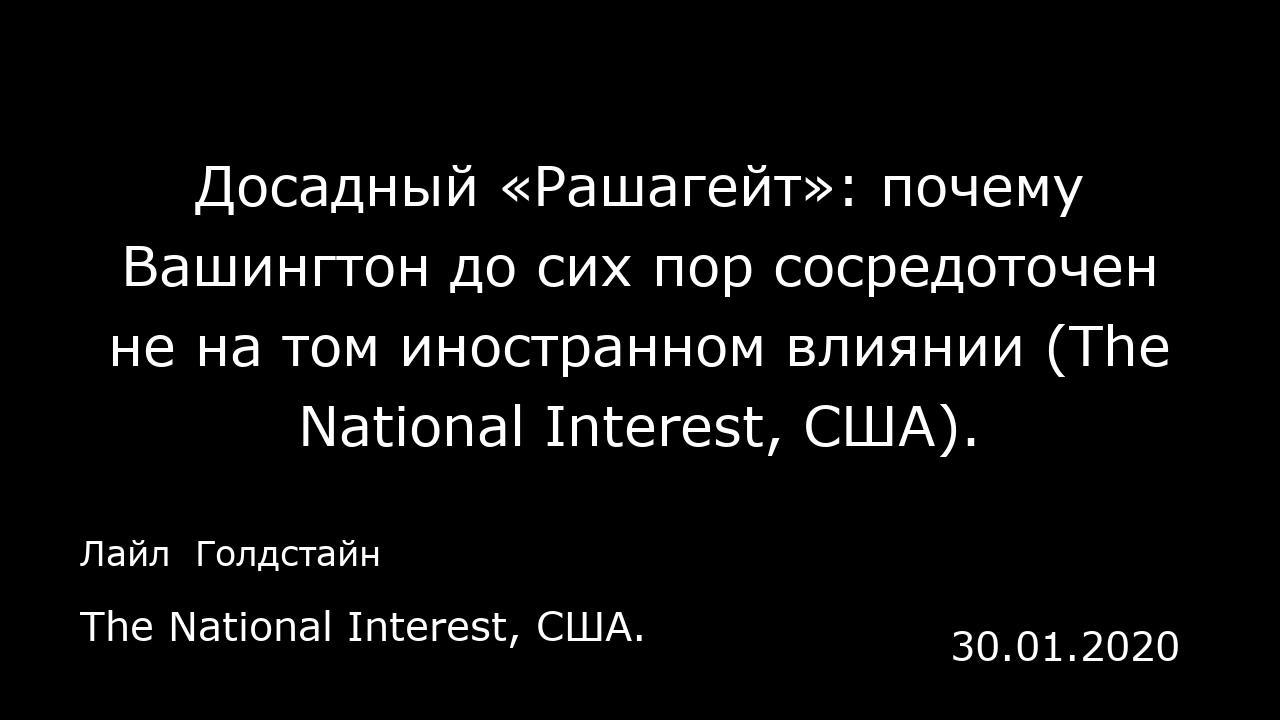 Досадный «Рашагейт»: почему
Вашингтон до сих пор сосредоточен
не на том иностранном влиянии (The
National Interest, США).
Лайл  Голдстайн
The National Interest, США.
30.01.2020